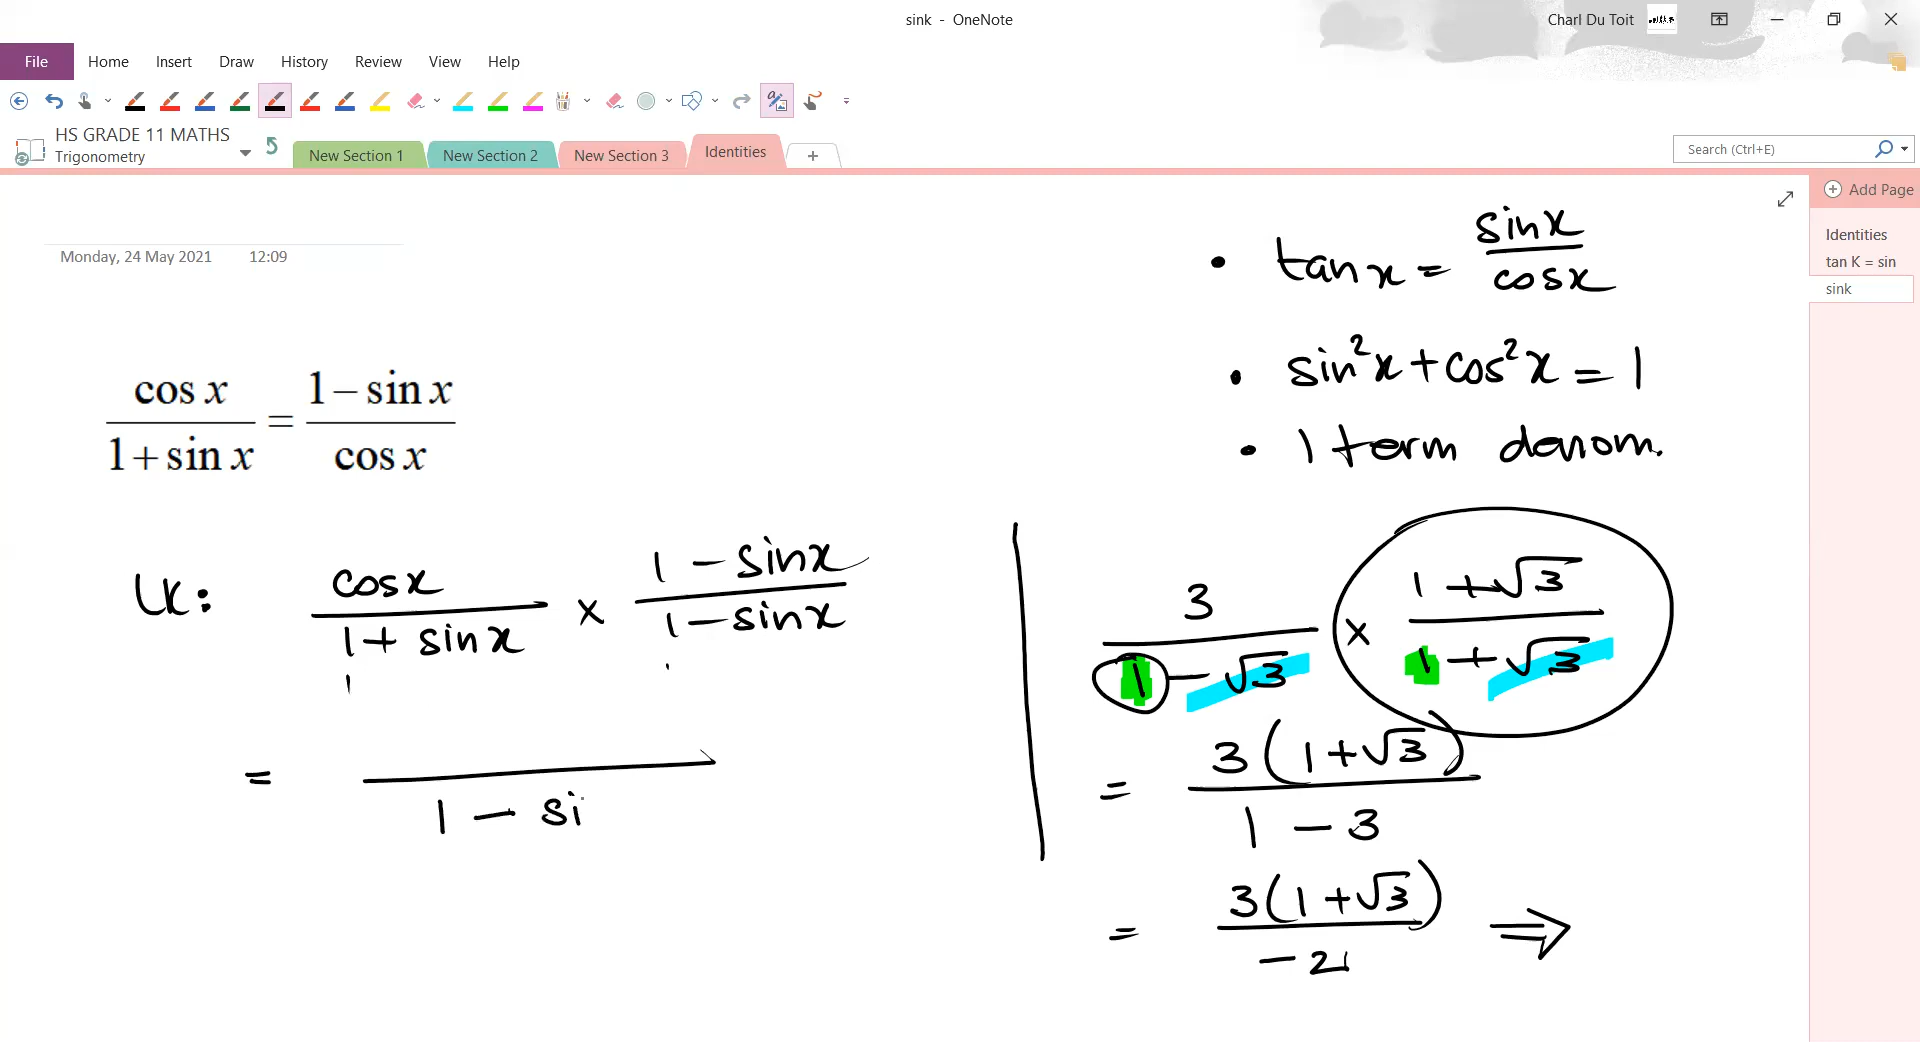 sink - OneNote
Charl Du Toit
File Home Insert Draw History Review View Help
HS GRADE 11 MATHS
Trigonometry
New Section 1 New Section 2 New Section 3 Identities +
Search (Ctrl+E)
Add Page
Identities
tan K = sin
sink
Monday, 24 May 2021 12:09
cos x / 1 + sin x = 1 − sin x / cos x
• tan x = sin x / cos x
• sin²x + cos²x = 1
• 1 term denom.
LK: cos x / 1 + sin x × 1 − sin x / 1 − sin x
= / 1 − si
3 / 1 − √3 × 1 + √3 / 1 + √3
= 3(1 + √3) / 1 − 3
= 3(1 + √3) / −2 ⇒